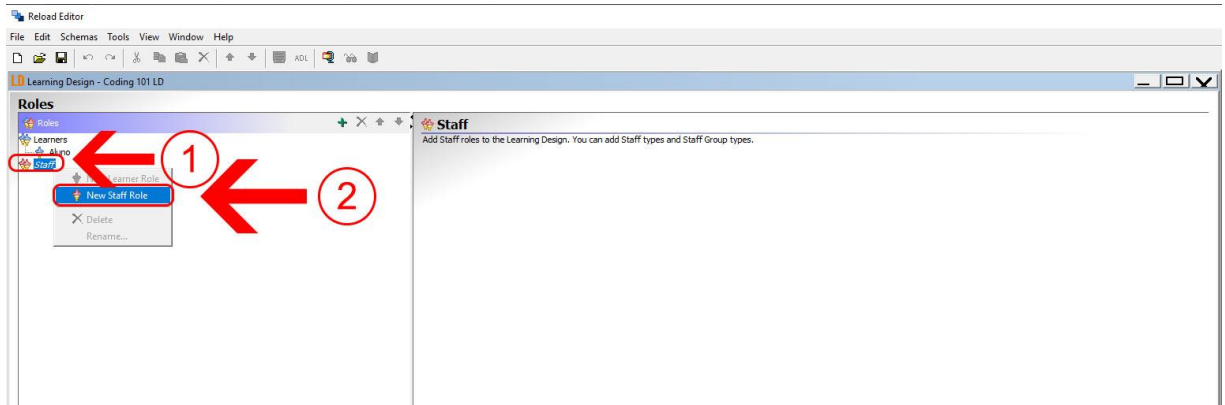 Reload Editor
File Edit Schemas Tools View Window Help
ADL
LD Learning Design - Coding 101 LD
Roles
Roles
Staff
Learners
Add Staff roles to the Learning Design. You can add Staff types and Staff Group types.
Aluno
Staff
1
Learner Role
New Staff Role
2
Delete
Rename...